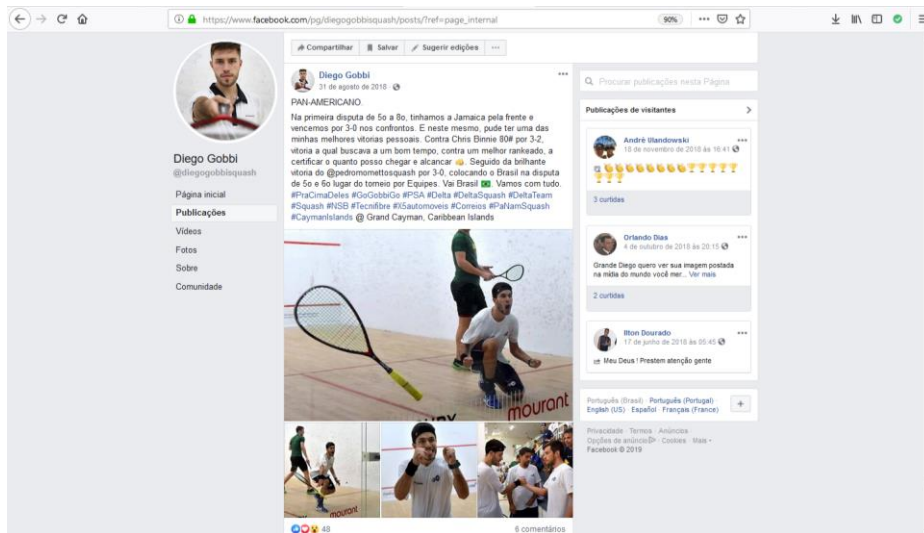 https://www.facebook.com/pg/diegogobbisquash/posts/?ref=page_internal
90%
Compartilhar
Salvar
Sugerir edições
Diego Gobbi
@diegogobbisquash
Página inicial
Publicações
Vídeos
Fotos
Sobre
Comunidade
Diego Gobbi
31 de agosto de 2018
PAN-AMERICANO.
Na primeira disputa de 5o a 8o, tinhamos a Jamaica pela frente e
vencemos por 3-0 nos confrontos. E neste mesmo, pude ter uma das
minhas melhores vitorias pessoais. Contra Chris Binnie 80# por 3-2,
vitoria a qual buscava a um bom tempo, contra um melhor rankeado, a
certificar o quanto posso chegar e alcancar 👊. Seguido da brilhante
vitoria do @pedromomettosquash por 3-0, colocando o Brasil na disputa
de 5o e 6o lugar do torneio por Equipes. Vai Brasil 🇧🇷. Vamos com tudo.
#PraCimaDeles #GoGobbiGo #PSA #Delta #DeltaSquash #DeltaTeam
#Squash #NSB #Tecnifibre #X5automoveis #Correios #PaNamSquash
#CaymanIslands @ Grand Cayman, Caribbean Islands
mourant
mourant
48
6 comentários
Procurar publicações nesta Página
Publicações de visitantes
André Ulandowski
18 de novembro de 2018 às 16:41
3 curtidas
Orlando Dias
4 de outubro de 2018 às 20:15
Grande Diego quero ver sua imagem postada
na mídia do mundo você mer... Ver mais
2 curtidas
Ilton Dourado
17 de junho de 2018 às 05:45
Meu Deus ! Prestem atenção gente
Português (Brasil) · Português (Portugal) ·
English (US) · Español · Français (France)
Privacidade · Termos · Anúncios ·
Opções de anúncio · Cookies · Mais
Facebook © 2019